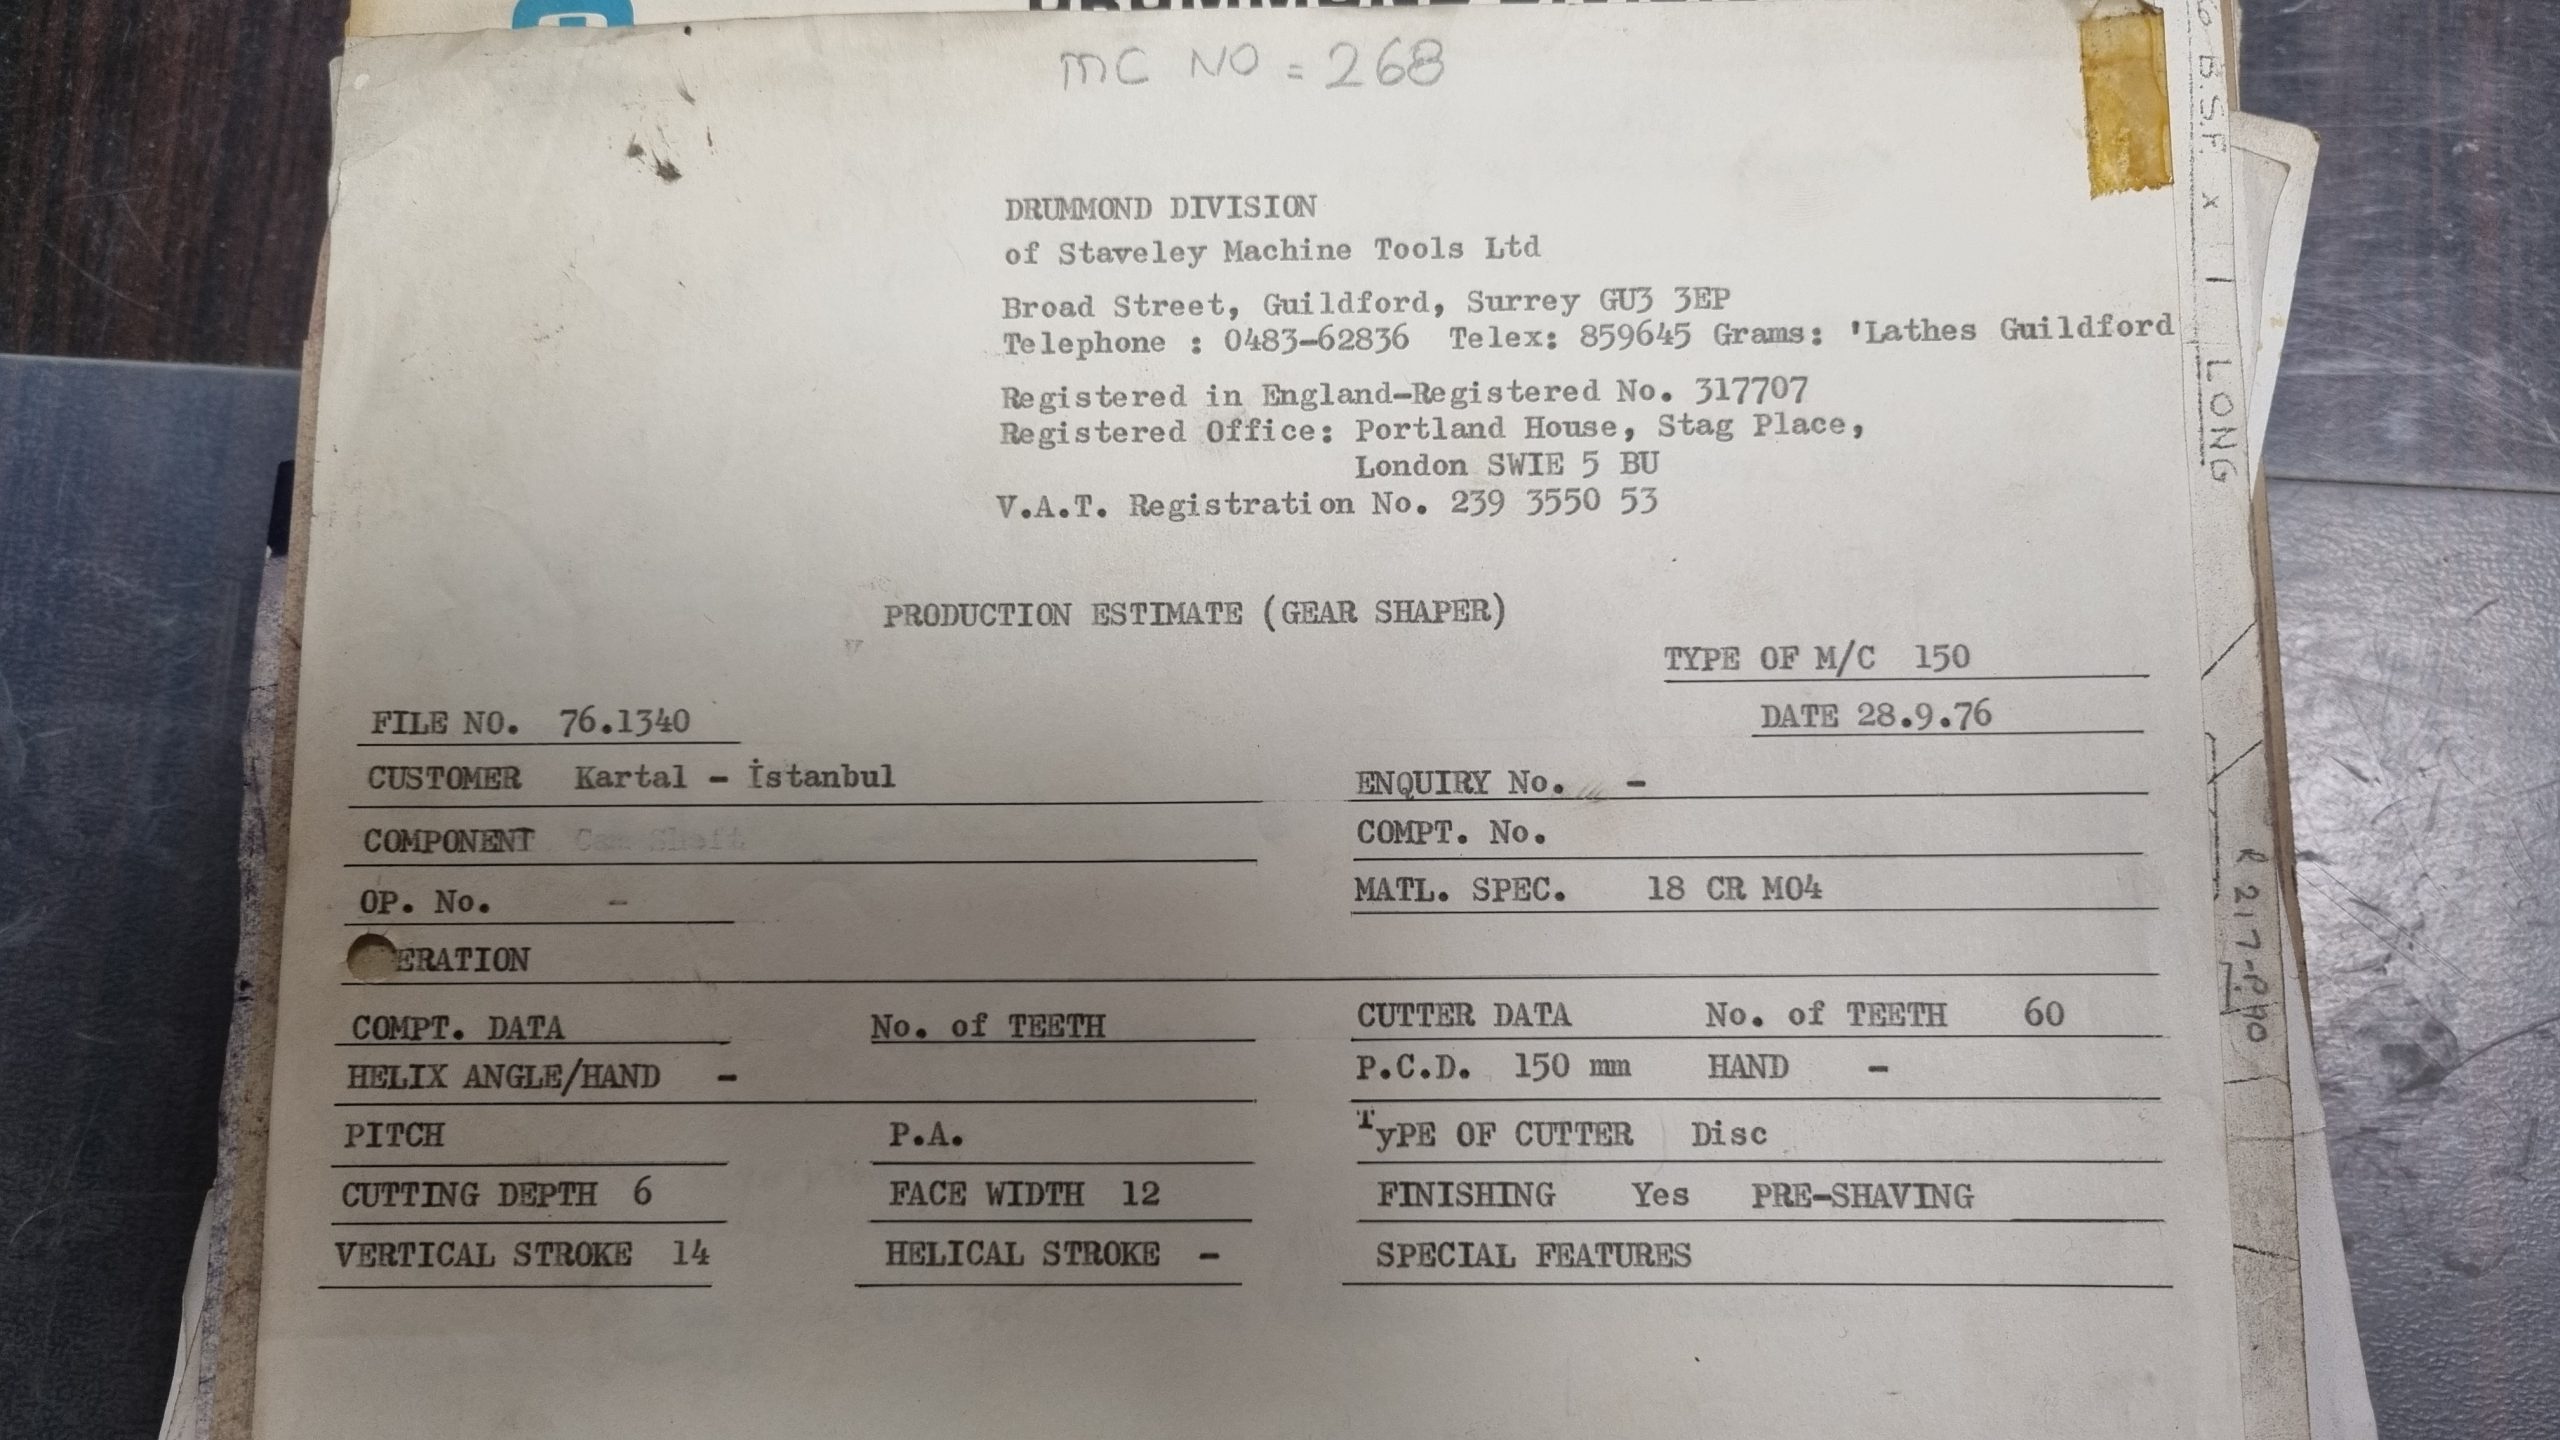 MC NO = 268
DRUMMOND DIVISION
of Staveley Machine Tools Ltd
Broad Street, Guildford, Surrey GU3 3EP
Telephone : 0483-62836 Telex: 859645 Grams: 'Lathes Guildford
Registered in England-Registered No. 317707
Registered Office: Portland House, Stag Place,
London SWIE 5 BU
V.A.T. Registration No. 239 3550 53
PRODUCTION ESTIMATE (GEAR SHAPER)
TYPE OF M/C 150
FILE NO. 76.1340
DATE 28.9.76
CUSTOMER Kartal - İstanbul
ENQUIRY No. -
COMPONENT Cam Shaft
COMPT. No.
OP. No. -
MATL. SPEC. 18 CR MO4
ERATION
COMPT. DATA No. of TEETH
CUTTER DATA No. of TEETH 60
HELIX ANGLE/HAND -
P.C.D. 150 mm HAND -
PITCH P.A.
TyPE OF CUTTER Disc
CUTTING DEPTH 6 FACE WIDTH 12
FINISHING Yes PRE-SHAVING
VERTICAL STROKE 14 HELICAL STROKE -
SPECIAL FEATURES
B.S.F. x 1 LONG